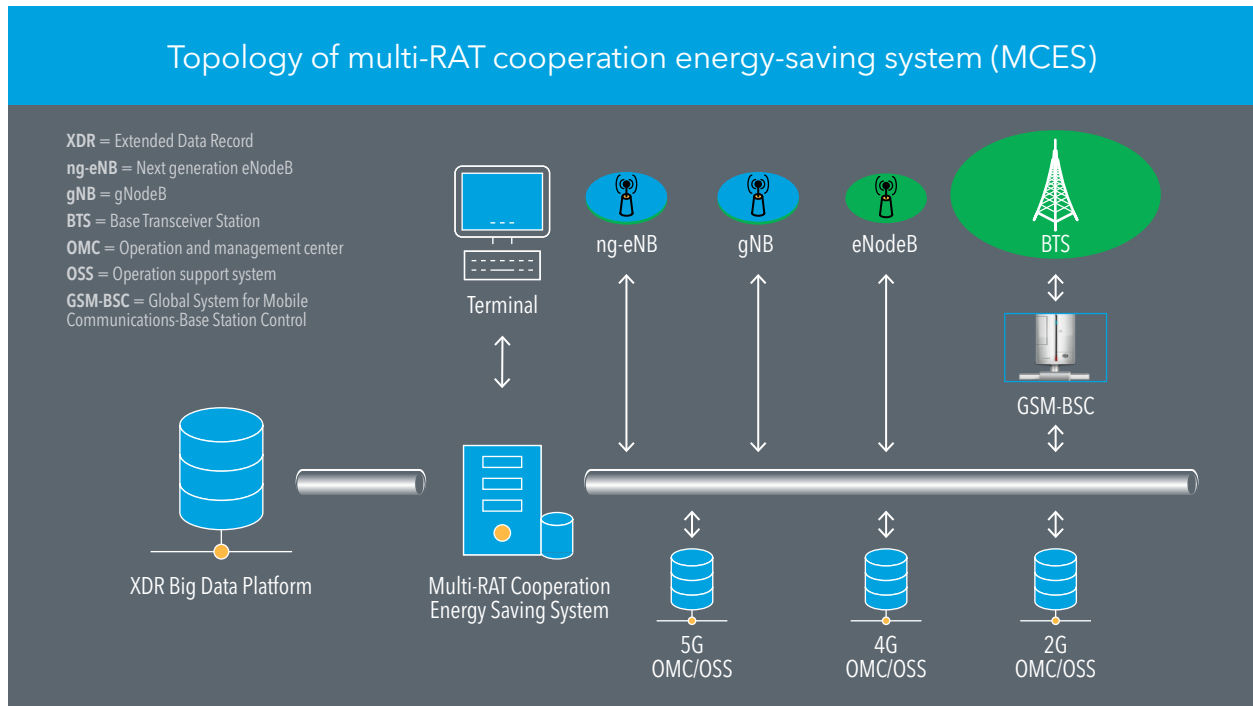 Topology of multi-RAT cooperation energy-saving system (MCES)
XDR = Extended Data Record
ng-eNB = Next generation eNodeB
gNB = gNodeB
BTS = Base Transceiver Station
OMC = Operation and management center
OSS = Operation support system
GSM-BSC = Global System for Mobile
Communications-Base Station Control
Terminal
ng-eNB
gNB
eNodeB
BTS
GSM-BSC
XDR Big Data Platform
Multi-RAT Cooperation
Energy Saving System
5G
OMC/OSS
4G
OMC/OSS
2G
OMC/OSS